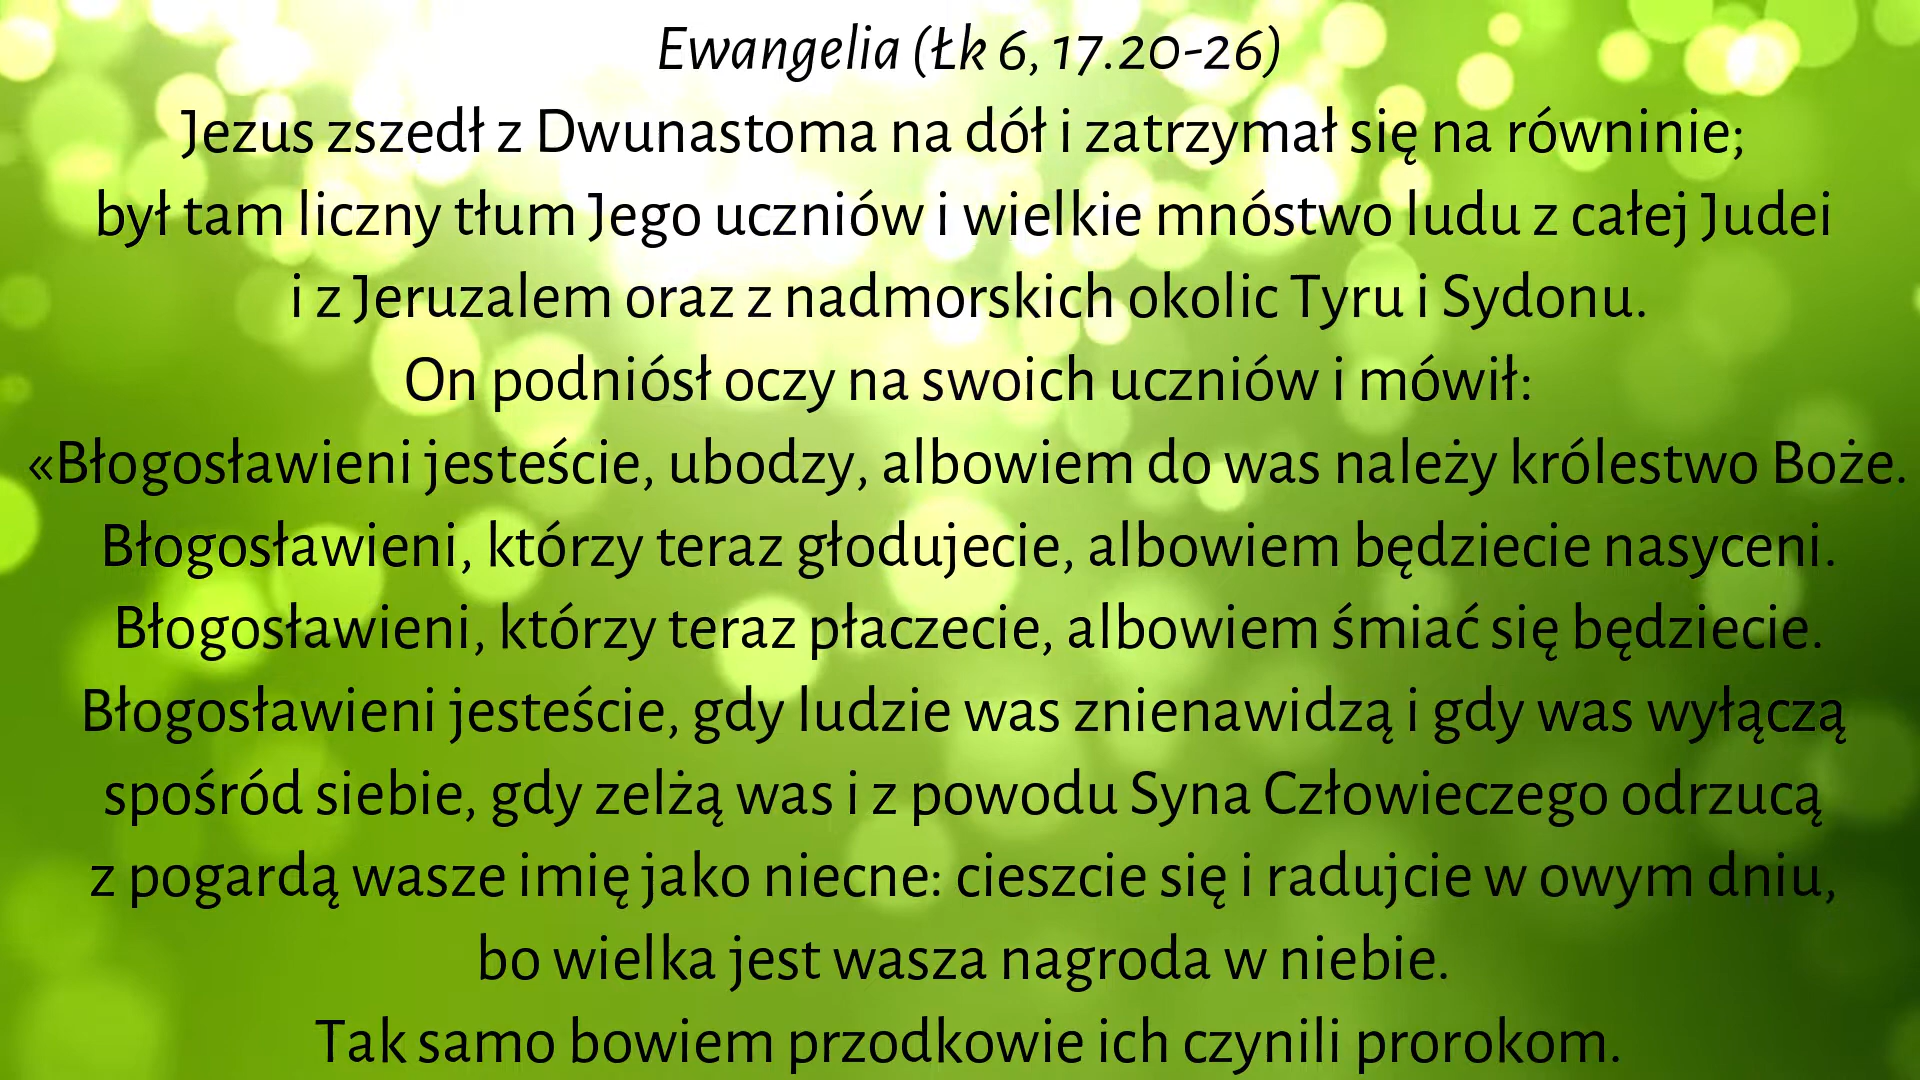 Ewangelia (Łk 6, 17.20-26)
Jezus zszedł z Dwunastoma na dół i zatrzymał się na równinie;
był tam liczny tłum Jego uczniów i wielkie mnóstwo ludu z całej Judei
i z Jeruzalem oraz z nadmorskich okolic Tyru i Sydonu.
On podniósł oczy na swoich uczniów i mówił:
«Błogosławieni jesteście, ubodzy, albowiem do was należy królestwo Boże.
Błogosławieni, którzy teraz głodujecie, albowiem będziecie nasyceni.
Błogosławieni, którzy teraz płaczecie, albowiem śmiać się będziecie.
Błogosławieni jesteście, gdy ludzie was znienawidzą i gdy was wyłączą
spośród siebie, gdy zelżą was i z powodu Syna Człowieczego odrzucą
z pogardą wasze imię jako niecne: cieszcie się i radujcie w owym dniu,
bo wielka jest wasza nagroda w niebie.
Tak samo bowiem przodkowie ich czynili prorokom.